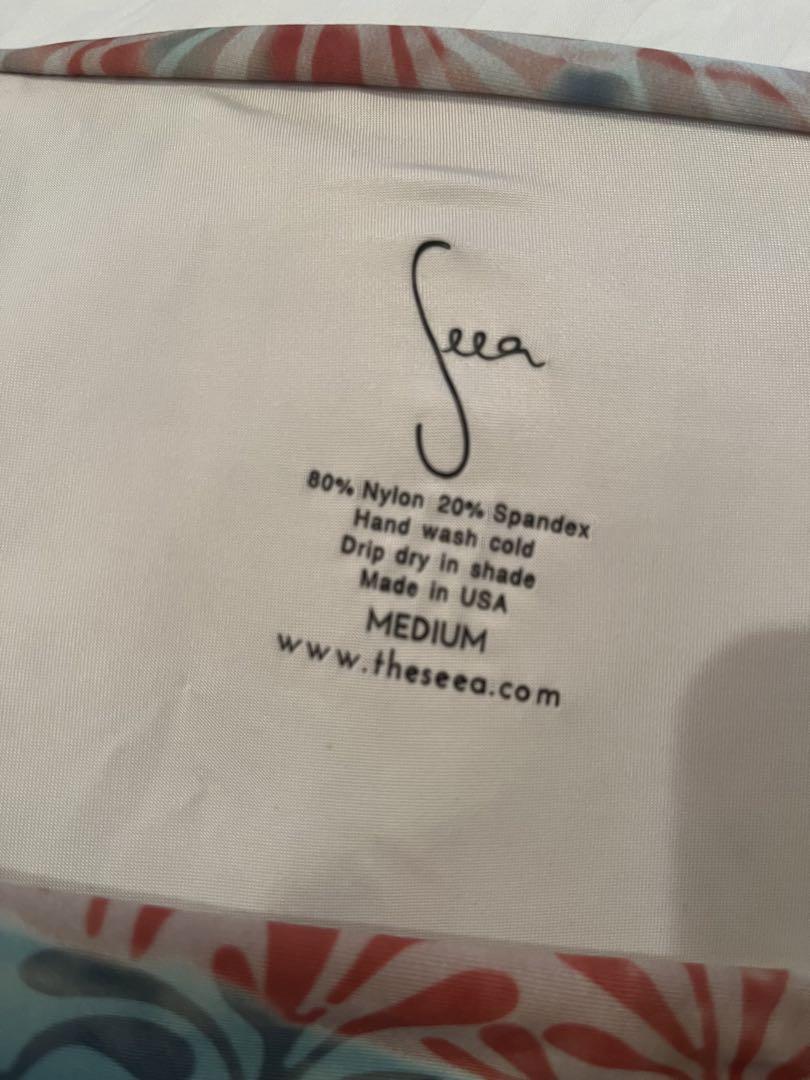 Seea
80% Nylon 20% Spandex
Hand wash cold
Drip dry in shade
Made in USA
MEDIUM
www.theseea.com